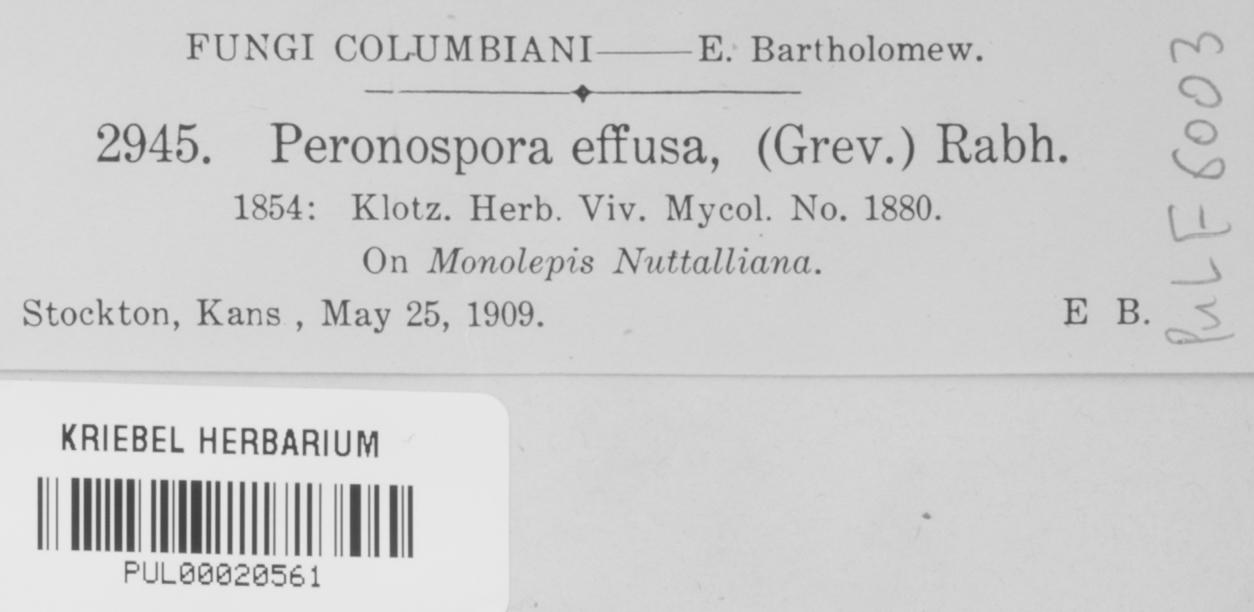 FUNGI COLUMBIANI——E. Bartholomew.
2945. Peronospora effusa, (Grev.) Rabh.
1854: Klotz. Herb. Viv. Mycol. No. 1880.
On Monolepis Nuttalliana.
Stockton, Kans , May 25, 1909. E B.
PUL F 6003
KRIEBEL HERBARIUM
PUL00020561